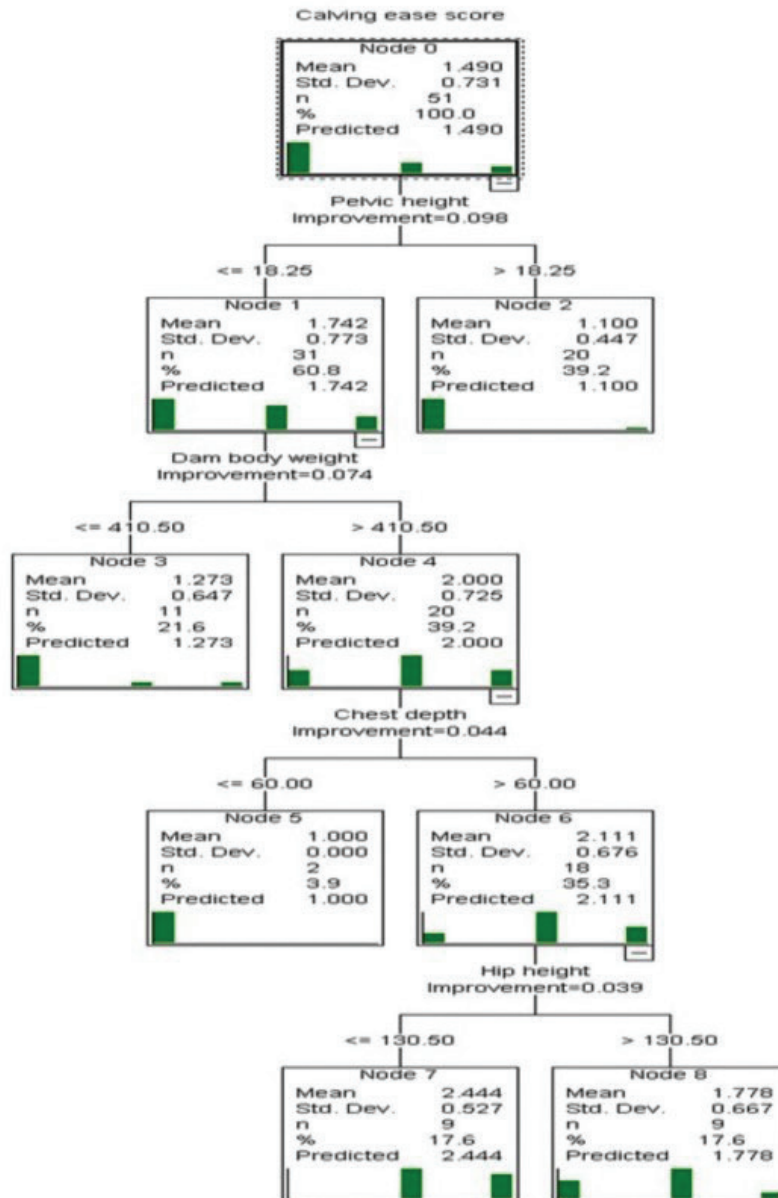 Calving ease score
Node 0
Mean 1.490
Std. Dev. 0.731
n 51
% 100.0
Predicted 1.490
Pelvic height
Improvement=0.098
<= 18.25
> 18.25
Node 1
Mean 1.742
Std. Dev. 0.773
n 31
% 60.8
Predicted 1.742
Node 2
Mean 1.100
Std. Dev. 0.447
n 20
% 39.2
Predicted 1.100
Dam body weight
Improvement=0.074
<= 410.50
> 410.50
Node 3
Mean 1.273
Std. Dev. 0.647
n 11
% 21.6
Predicted 1.273
Node 4
Mean 2.000
Std. Dev. 0.725
n 20
% 39.2
Predicted 2.000
Chest depth
Improvement=0.044
<= 60.00
> 60.00
Node 5
Mean 1.000
Std. Dev. 0.000
n 2
% 3.9
Predicted 1.000
Node 6
Mean 2.111
Std. Dev. 0.676
n 18
% 35.3
Predicted 2.111
Hip height
Improvement=0.039
<= 130.50
> 130.50
Node 7
Mean 2.444
Std. Dev. 0.527
n 9
% 17.6
Predicted 2.444
Node 8
Mean 1.778
Std. Dev. 0.667
n 9
% 17.6
Predicted 1.778